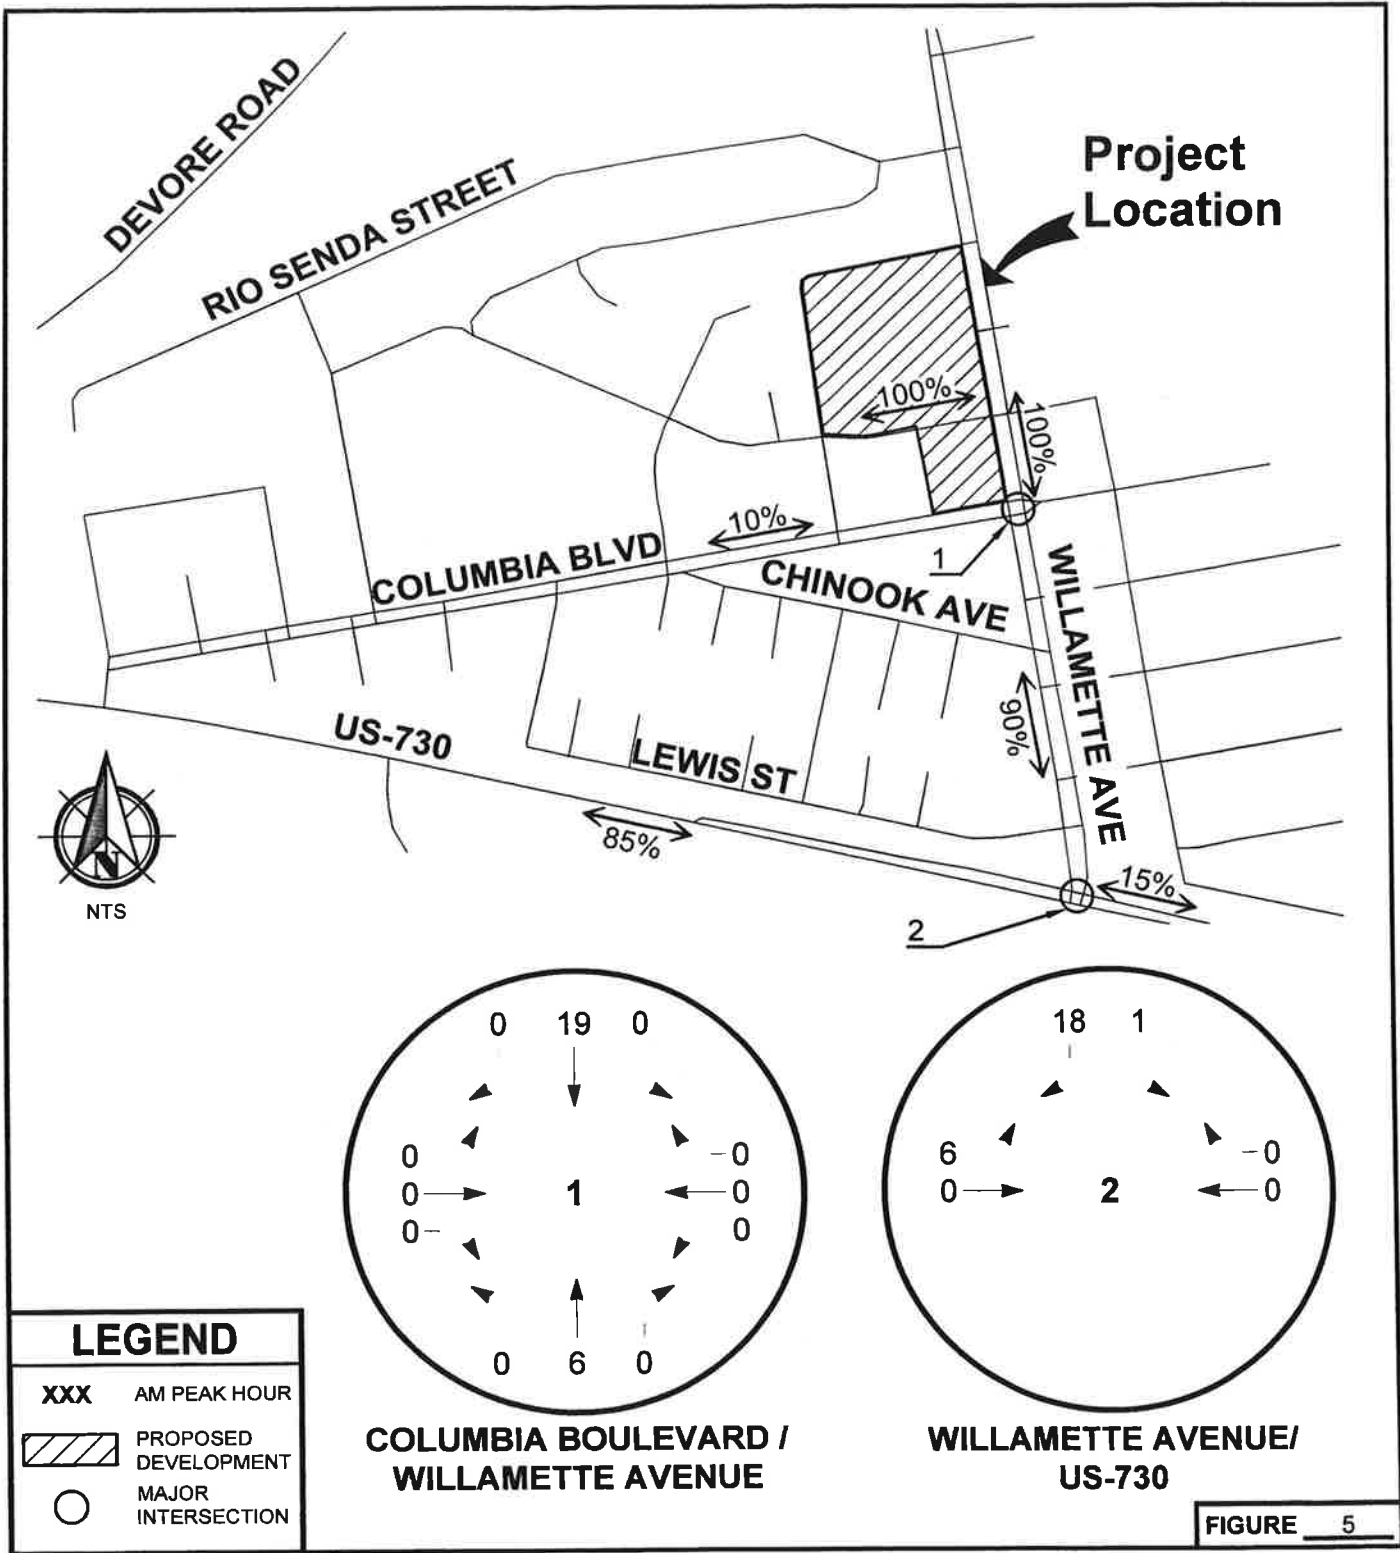 DEVORE ROAD
RIO SENDA STREET
Project
Location
100%
100%
10%
COLUMBIA BLVD
1
CHINOOK AVE
WILLAMETTE AVE
90%
US-730
LEWIS ST
85%
15%
2
N
NTS
0 19 0
0
0
0
1
0
0
0
0 6 0
COLUMBIA BOULEVARD /
WILLAMETTE AVENUE
18 1
6
0
2
0
0
WILLAMETTE AVENUE/
US-730
LEGEND
XXX AM PEAK HOUR
PROPOSED
DEVELOPMENT
MAJOR
INTERSECTION
FIGURE 5